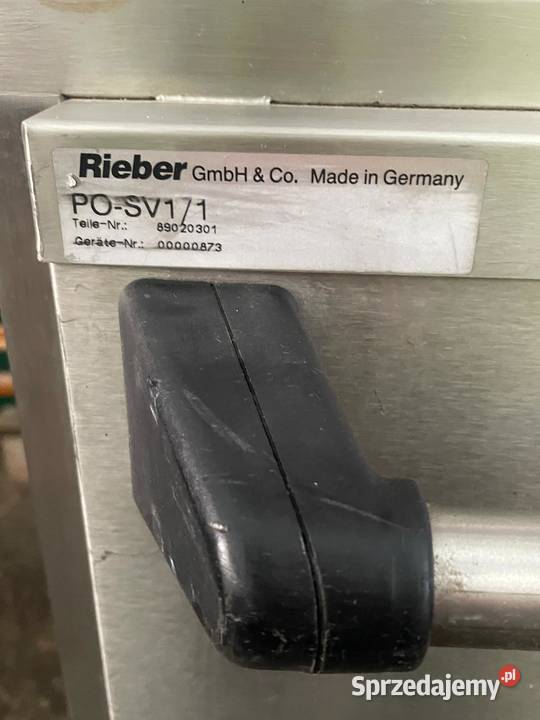 Rieber GmbH & Co. Made in Germany
PO-SV1/1
Teile-Nr.: 89020301
Geräte-Nr.: 00000873
Sprzedajemy.pl